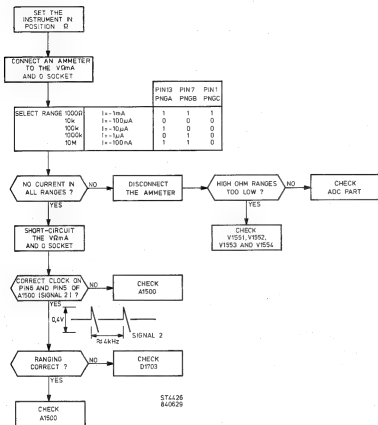 SET THE
INSTRUMENT IN
POSITION Ω
CONNECT AN AMMETER
TO THE VΩmA
AND 0 SOCKET
PIN13 PIN7 PIN1
PNGA PNGB PNGC
SELECT RANGE 1000Ω I=-1mA 1 1 1
10k I=-100µA 0 0 0
100k I=-10µA 1 0 0
1000k I=-1µA 0 1 0
10M I=-100nA 1 1 0
NO CURRENT IN
ALL RANGES ?
NO
DISCONNECT
THE AMMETER
HIGH OHM RANGES
TOO LOW ?
NO
CHECK
ADC PART
YES
YES
SHORT-CIRCUIT
THE VΩmA
AND 0 SOCKET
CHECK
V1551, V1552,
V1553 AND V1554
CORRECT CLOCK ON
PIN6 AND PIN5 OF
A1500 (SIGNAL 2) ?
NO
CHECK
A1500
YES
0,4V
SIGNAL 2
≈4kHz
RANGING
CORRECT ?
NO
CHECK
D1703
YES
CHECK
A1500
ST4426
840629